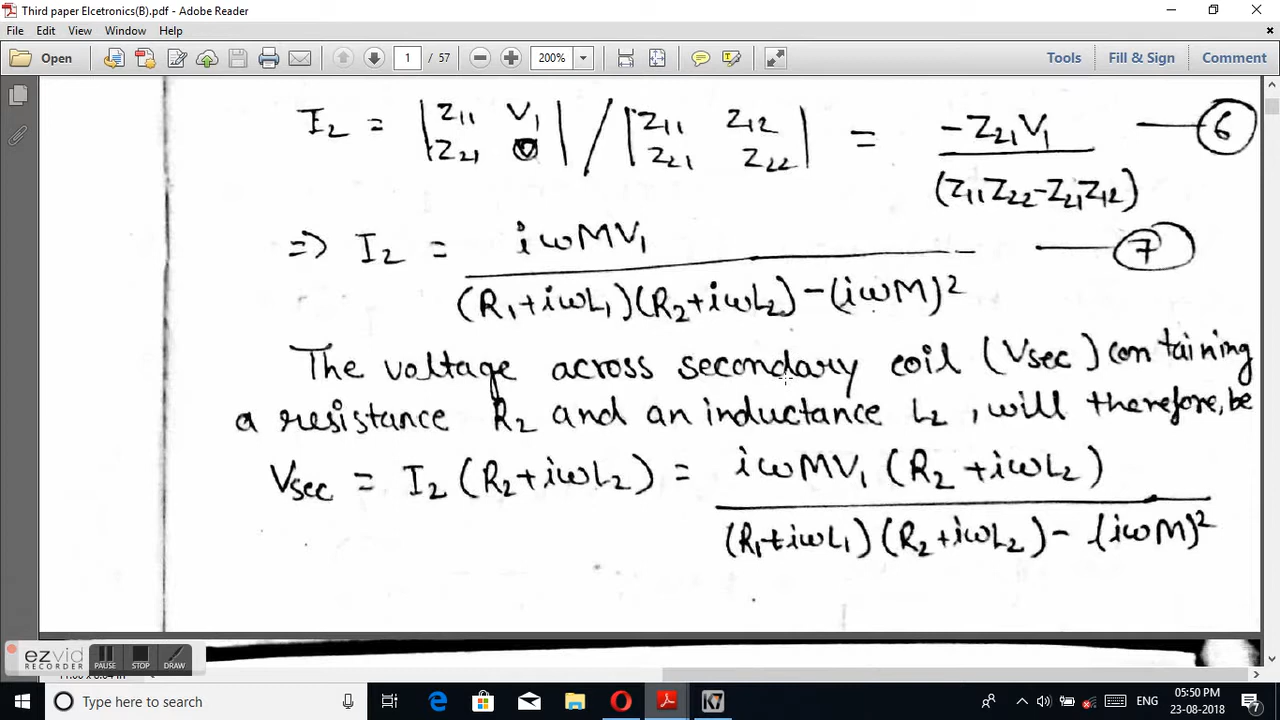 Third paper Elcetronics(B).pdf - Adobe Reader
File Edit View Window Help
Open 1 / 57 200% Tools Fill & Sign Comment
I₂ = |Z₁₁ V₁| / |Z₁₁ Z₁₂| = -Z₂₁V₁ — ⑥
|Z₂₁ 0| |Z₂₁ Z₂₂| (Z₁₁Z₂₂-Z₂₁Z₁₂)
=> I₂ = iωMV₁ — ⑦
(R₁+iωL₁)(R₂+iωL₂)-(iωM)²
The voltage across secondary coil (Vsec) containing
a resistance R₂ and an inductance L₂, will therefore, be
Vsec = I₂ (R₂+iωL₂) = iωMV₁ (R₂ +iωL₂)
(R₁+iωL₁) (R₂+iωL₂) - (iωM)²
ezvid
RECORDER
PAUSE STOP DRAW
Type here to search
ENG
05:50 PM
23-08-2018
7